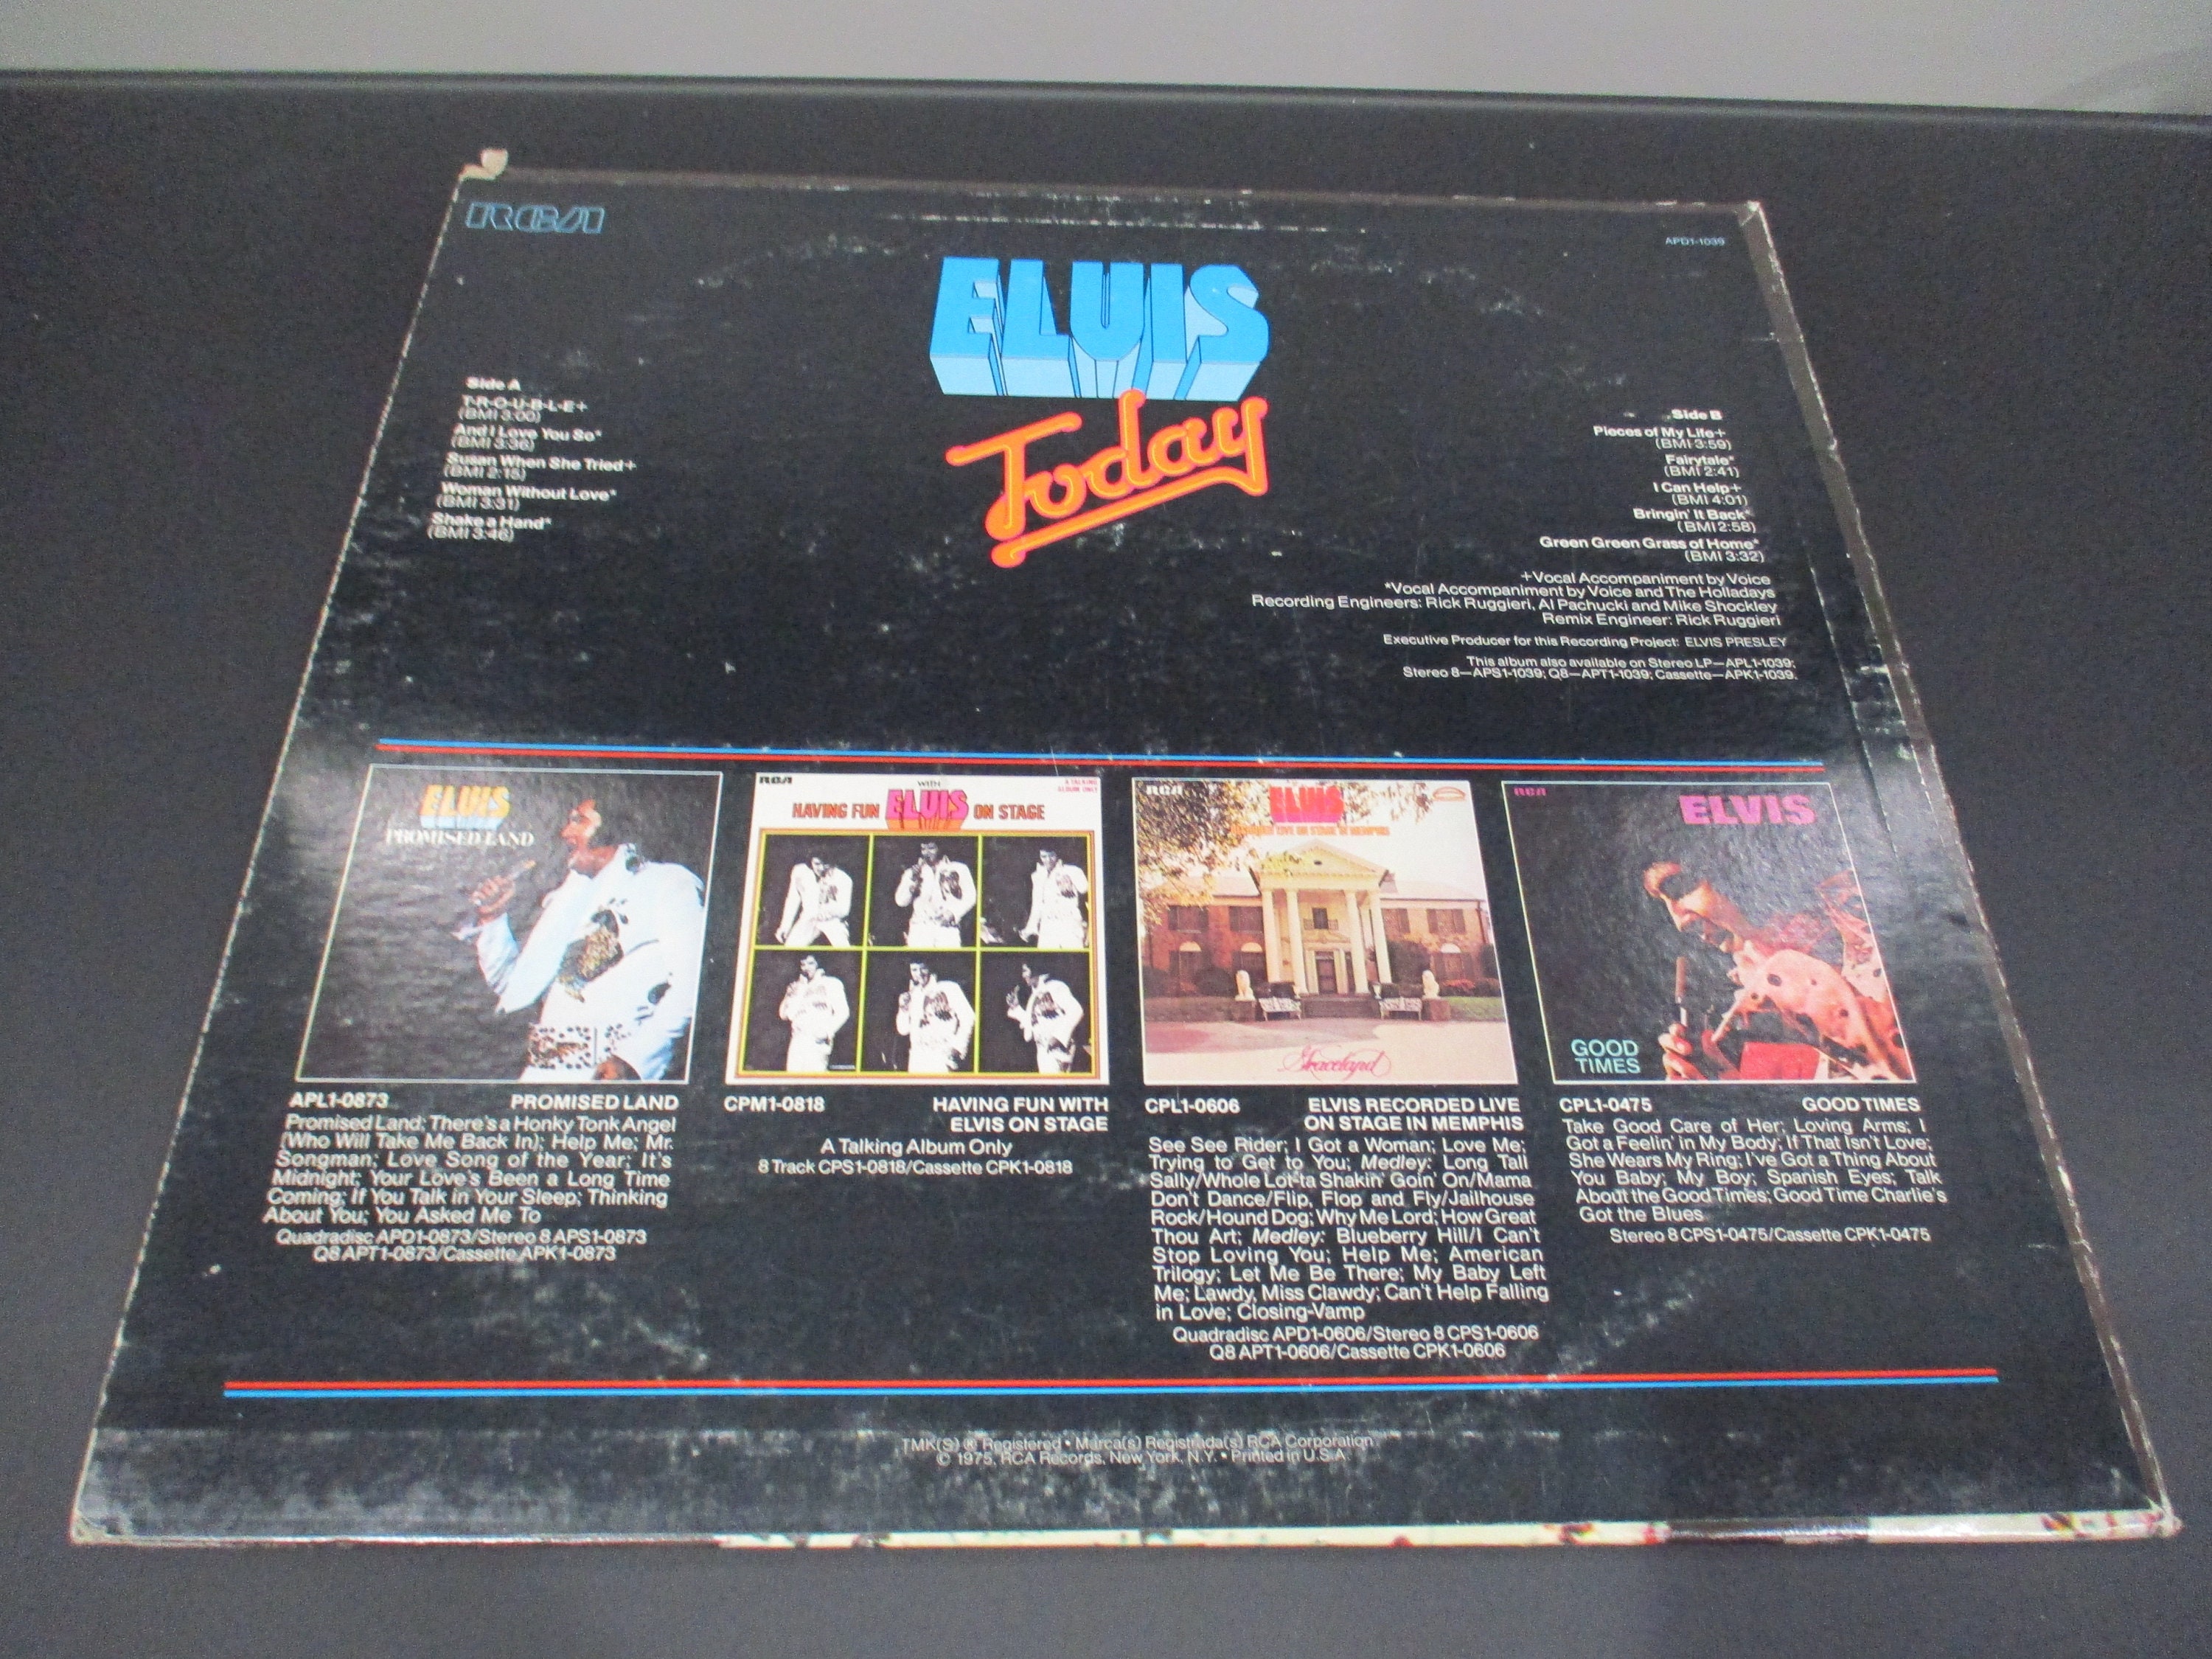 RCA
APD1-1039
ELVIS
Today
Side A
T-R-O-U-B-L-E+
(BMI 3:00)
And I Love You So*
(BMI 3:36)
Susan When She Tried+
(BMI 2:15)
Woman Without Love*
(BMI 3:31)
Shake a Hand*
(BMI 3:46)
Side B
Pieces of My Life+
(BMI 3:59)
Fairytale*
(BMI 2:41)
I Can Help+
(BMI 4:01)
Bringin' It Back*
(BMI 2:58)
Green Green Grass of Home*
(BMI 3:32)
+Vocal Accompaniment by Voice
*Vocal Accompaniment by Voice and The Holladays
Recording Engineers: Rick Ruggieri, Al Pachucki and Mike Shockley
Remix Engineer: Rick Ruggieri
Executive Producer for this Recording Project: ELVIS PRESLEY
This album also available on Stereo LP—APL1-1039;
Stereo 8—APS1-1039; Q8—APT1-1039; Cassette—APK1-1039.
ELVIS
PROMISED LAND
RCA
WITH
A TALKING
ALBUM ONLY
HAVING FUN ELVIS ON STAGE
RCA
ELVIS
RECORDED LIVE ON STAGE IN MEMPHIS
Graceland
RCA
ELVIS
GOOD
TIMES
APL1-0873 PROMISED LAND
Promised Land; There's a Honky Tonk Angel
(Who Will Take Me Back In); Help Me; Mr.
Songman; Love Song of the Year; It's
Midnight; Your Love's Been a Long Time
Coming; If You Talk in Your Sleep; Thinking
About You; You Asked Me To
Quadradisc APD1-0873/Stereo 8 APS1-0873
Q8 APT1-0873/Cassette APK1-0873
CPM1-0818 HAVING FUN WITH
ELVIS ON STAGE
A Talking Album Only
8 Track CPS1-0818/Cassette CPK1-0818
CPL1-0606 ELVIS RECORDED LIVE
ON STAGE IN MEMPHIS
See See Rider; I Got a Woman; Love Me;
Trying to Get to You; Medley: Long Tall
Sally/Whole Lot-ta Shakin' Goin' On/Mama
Don't Dance/Flip, Flop and Fly/Jailhouse
Rock/Hound Dog; Why Me Lord; How Great
Thou Art; Medley: Blueberry Hill/I Can't
Stop Loving You; Help Me; American
Trilogy; Let Me Be There; My Baby Left
Me; Lawdy, Miss Clawdy; Can't Help Falling
in Love; Closing-Vamp
Quadradisc APD1-0606/Stereo 8 CPS1-0606
Q8 APT1-0606/Cassette CPK1-0606
CPL1-0475 GOOD TIMES
Take Good Care of Her; Loving Arms; I
Got a Feelin' in My Body; If That Isn't Love;
She Wears My Ring; I've Got a Thing About
You Baby; My Boy; Spanish Eyes; Talk
About the Good Times; Good Time Charlie's
Got the Blues
Stereo 8 CPS1-0475/Cassette CPK1-0475
TMK(S) ® Registered • Marca(s) Registrada(s) RCA Corporation
© 1975, RCA Records, New York, N.Y. • Printed in U.S.A.